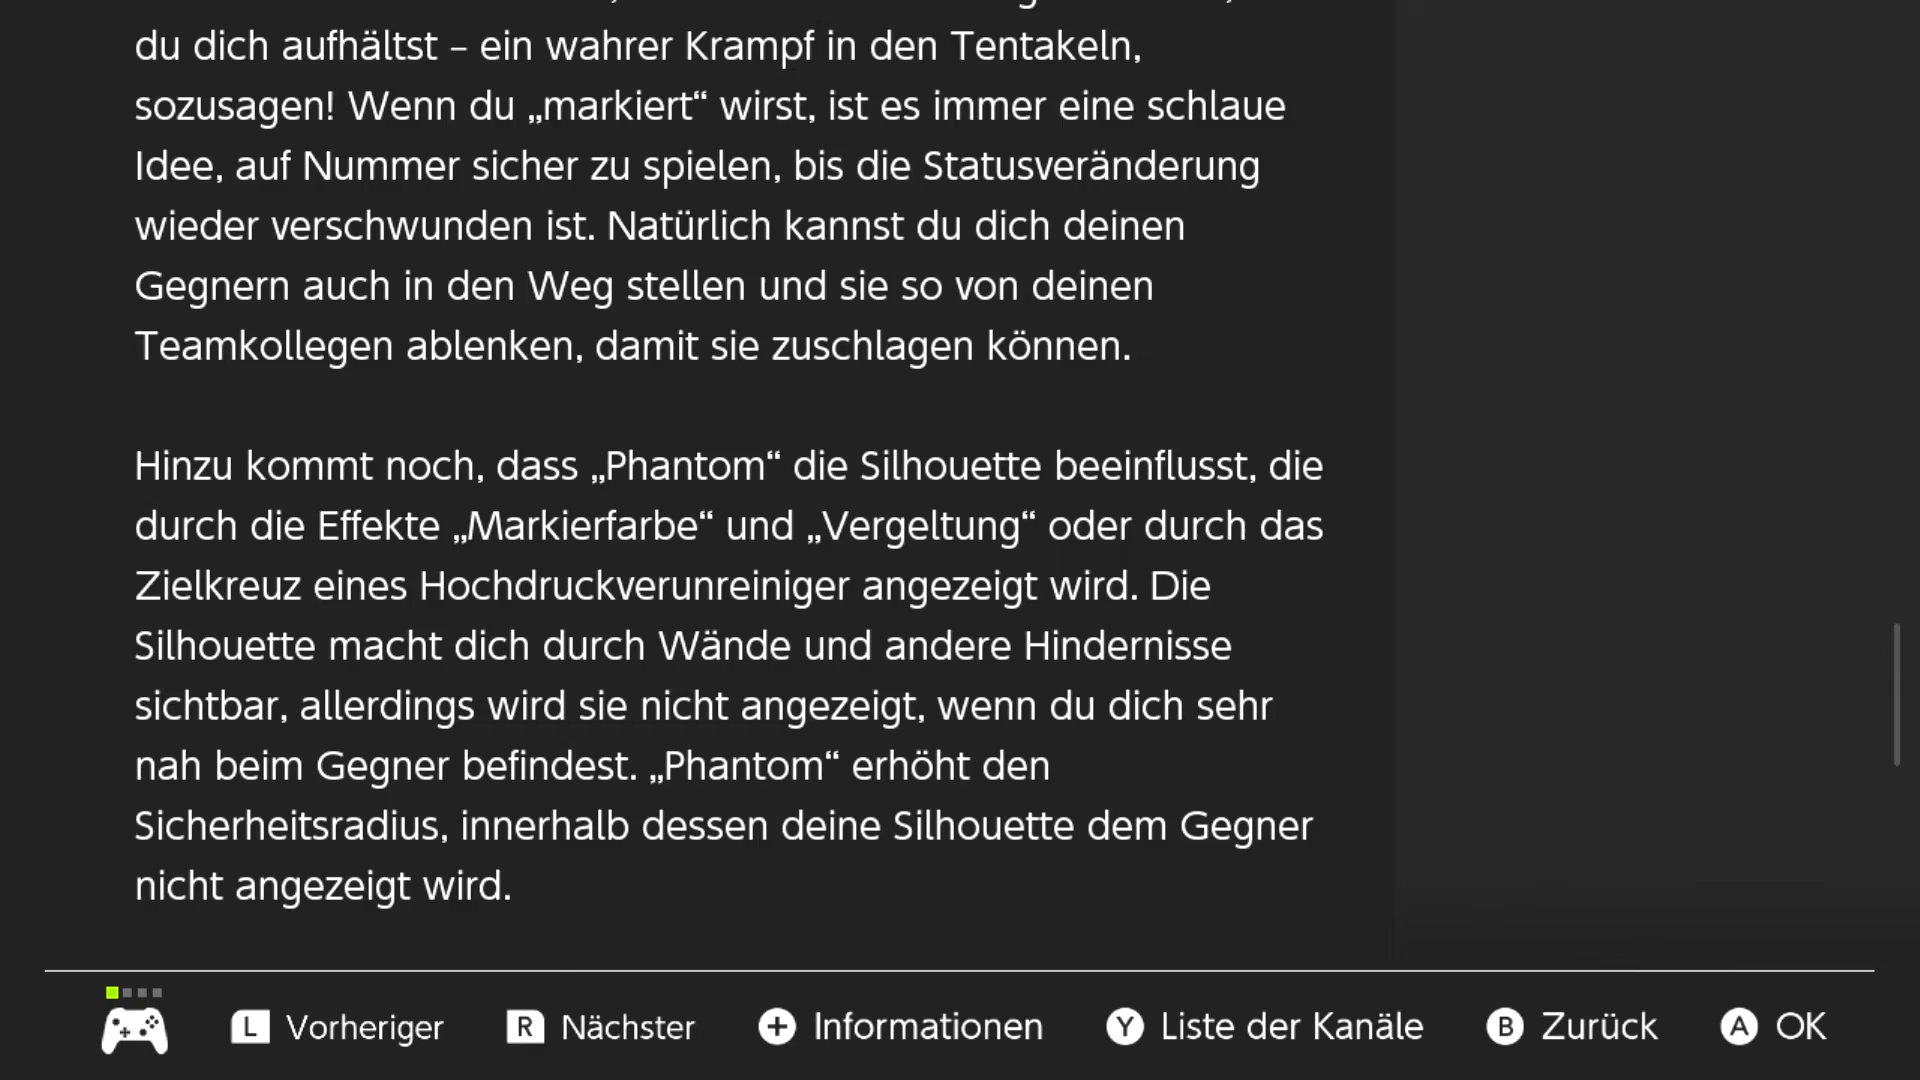 du dich aufhältst – ein wahrer Krampf in den Tentakeln,
sozusagen! Wenn du „markiert“ wirst, ist es immer eine schlaue
Idee, auf Nummer sicher zu spielen, bis die Statusveränderung
wieder verschwunden ist. Natürlich kannst du dich deinen
Gegnern auch in den Weg stellen und sie so von deinen
Teamkollegen ablenken, damit sie zuschlagen können.
Hinzu kommt noch, dass „Phantom“ die Silhouette beeinflusst, die
durch die Effekte „Markierfarbe“ und „Vergeltung“ oder durch das
Zielkreuz eines Hochdruckverunreiniger angezeigt wird. Die
Silhouette macht dich durch Wände und andere Hindernisse
sichtbar, allerdings wird sie nicht angezeigt, wenn du dich sehr
nah beim Gegner befindest. „Phantom“ erhöht den
Sicherheitsradius, innerhalb dessen deine Silhouette dem Gegner
nicht angezeigt wird.
L Vorheriger R Nächster + Informationen Y Liste der Kanäle B Zurück A OK